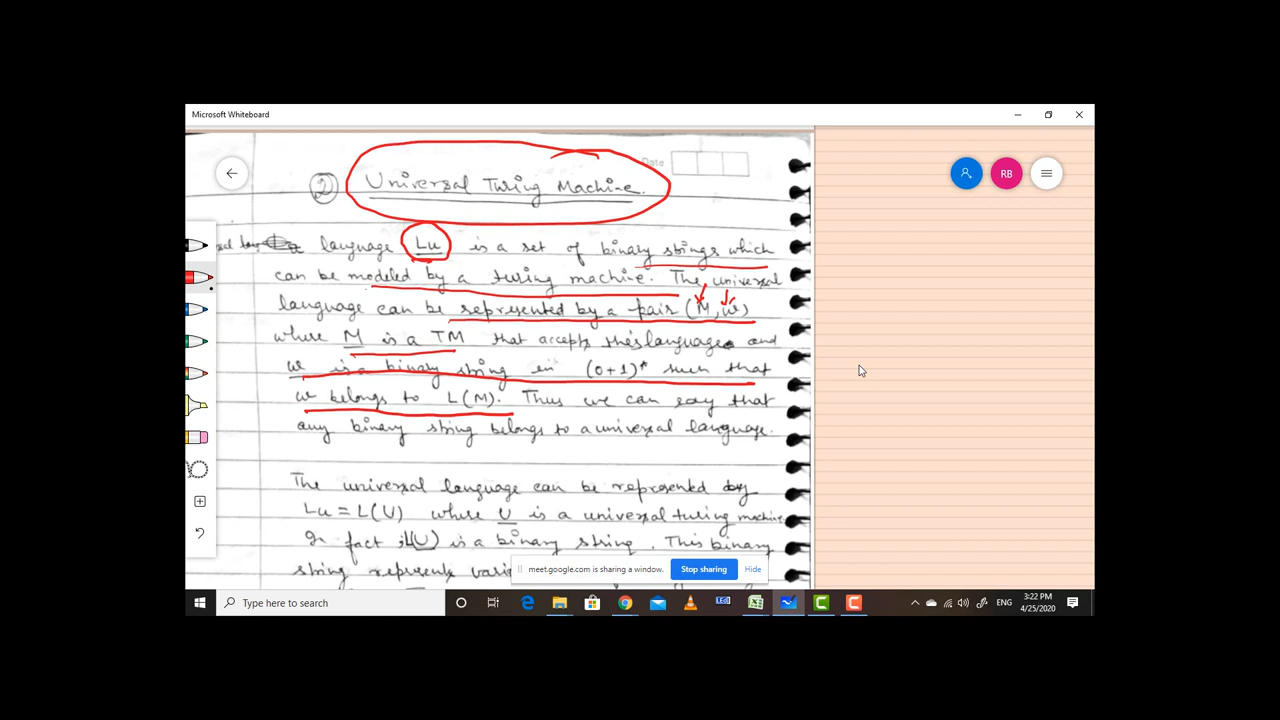 Microsoft Whiteboard
Date
② Universal Turing Machine.
language Lu is a set of binary strings which
can be modeled by a turing machine. The universal
language can be represented by a pair (M, w)
where M is a TM that accepts this language and
w is a binary string in (0+1)* such that
w belongs to L(M). Thus we can say that
any binary string belongs to a universal language.
The universal language can be represented by
Lu = L(U) where U is a universal turing machine
In fact L(U) is a binary string. This binary
string represents
RB
meet.google.com is sharing a window.
Stop sharing
Hide
Type here to search
ENG
3:22 PM
4/25/2020